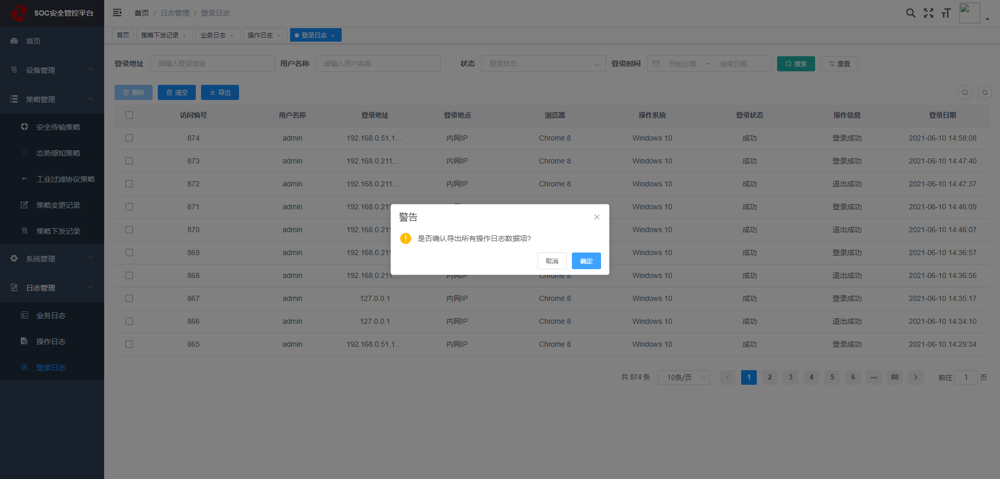 SOC安全管控平台
首页 / 日志管理 / 登录日志
首页
策略下发记录 ×
业务日志 ×
操作日志 ×
登录日志 ×
首页
设备管理
策略管理
安全传输策略
态势感知策略
工业过滤协议策略
策略变更记录
策略下发记录
系统管理
日志管理
业务日志
操作日志
登录日志
登录地址 请输入登录地址 用户名称 请输入用户名称 状态 登录状态 登录时间 开始日期 - 结束日期 搜索 重置
删除 清空 导出
访问编号 用户名称 登录地址 登录地点 浏览器 操作系统 登录状态 操作信息 登录日期
874 admin 192.168.0.51,1... 内网IP Chrome 8 Windows 10 成功 登录成功 2021-06-10 14:58:08
873 admin 192.168.0.211,... 内网IP Chrome 8 Windows 10 成功 登录成功 2021-06-10 14:47:40
872 admin 192.168.0.211,... 内网IP Chrome 8 Windows 10 成功 退出成功 2021-06-10 14:47:37
871 admin 192.168.0.211 Windows 10 成功 登录成功 2021-06-10 14:46:09
870 admin 192.168.0.211 Windows 10 成功 退出成功 2021-06-10 14:46:07
869 admin 192.168.0.211 Windows 10 成功 登录成功 2021-06-10 14:36:57
868 admin 192.168.0.211,... 内网IP Chrome 8 Windows 10 成功 退出成功 2021-06-10 14:36:56
867 admin 127.0.0.1 内网IP Chrome 8 Windows 10 成功 登录成功 2021-06-10 14:35:17
866 admin 127.0.0.1 内网IP Chrome 8 Windows 10 成功 退出成功 2021-06-10 14:34:10
865 admin 192.168.0.51,1... 内网IP Chrome 8 Windows 10 成功 登录成功 2021-06-10 14:29:34
警告
是否确认导出所有操作日志数据项?
取消 确定
共 874 条 10条/页 1 2 3 4 5 6 ••• 88 前往 1 页